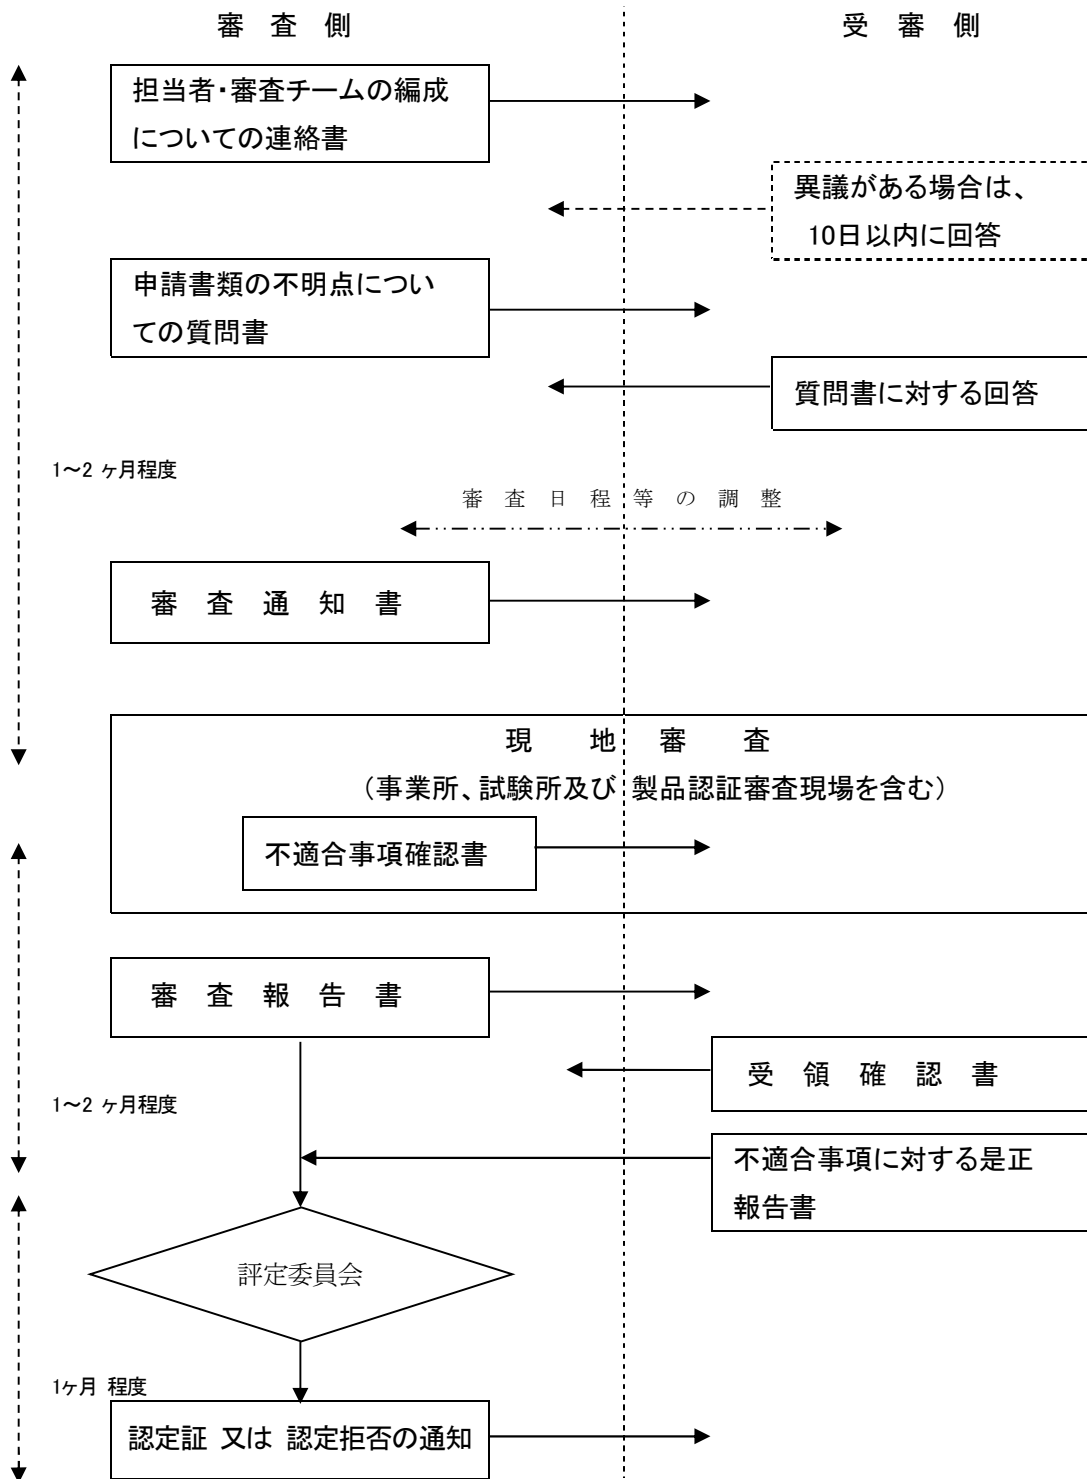 審 査 側
受 審 側
担当者・審査チームの編成
についての連絡書
異議がある場合は、
10日以内に回答
申請書類の不明点につい
ての質問書
質問書に対する回答
1～2 ヶ月程度
審 査 日 程 等 の 調 整
審 査 通 知 書
現 地 審 査
（事業所、試験所及び 製品認証審査現場を含む）
不適合事項確認書
審 査 報 告 書
受 領 確 認 書
1～2 ヶ月程度
不適合事項に対する是正
報告書
評定委員会
1ヶ月 程度
認定証 又は 認定拒否の通知